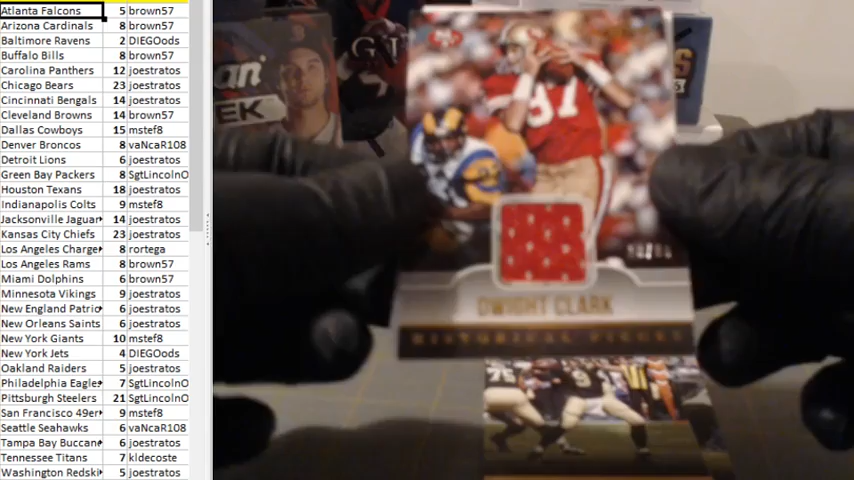 Atlanta Falcons 5 brown57
Arizona Cardinals 8 brown57
Baltimore Ravens 2 DIEGOods
Buffalo Bills 8 brown57
Carolina Panthers 12 joestratos
Chicago Bears 23 joestratos
Cincinnati Bengals 14 joestratos
Cleveland Browns 14 brown57
Dallas Cowboys 15 mstef8
Denver Broncos 8 vaNcaR108
Detroit Lions 6 joestratos
Green Bay Packers 8 SgtLincolnO
Houston Texans 18 joestratos
Indianapolis Colts 9 mstef8
Jacksonville Jaguar 14 joestratos
Kansas City Chiefs 23 joestratos
Los Angeles Charge 8 rortega
Los Angeles Rams 8 brown57
Miami Dolphins 6 brown57
Minnesota Vikings 9 joestratos
New England Patrio 6 joestratos
New Orleans Saints 6 joestratos
New York Giants 10 mstef8
New York Jets 4 DIEGOods
Oakland Raiders 5 joestratos
Philadelphia Eagle 7 SgtLincolnO
Pittsburgh Steelers 21 SgtLincolnO
San Francisco 49er 9 mstef8
Seattle Seahawks 6 vaNcaR108
Tampa Bay Buccan 6 joestratos
Tennessee Titans 7 kldecoste
Washington Redski 5 joestratos
EEK
87
DWIGHT CLARK
75
9